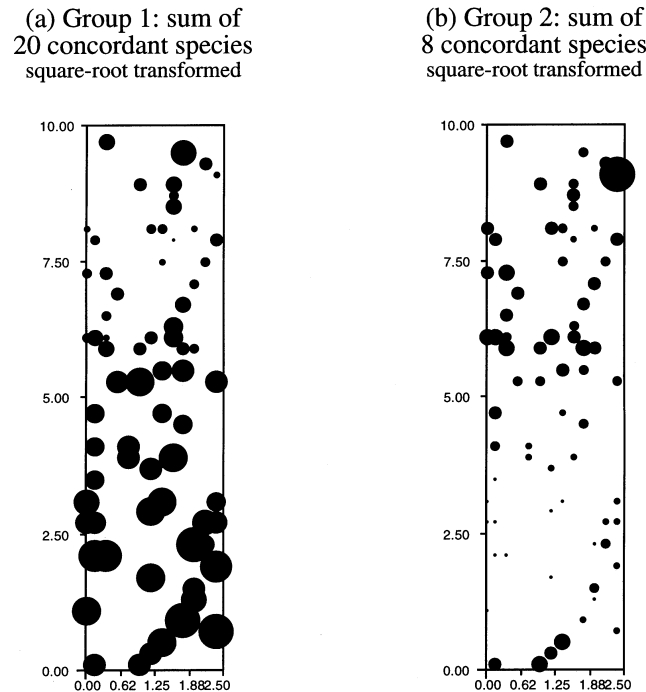 (a) Group 1: sum of
20 concordant species
square-root transformed
10.00
7.50
5.00
2.50
0.00
0.00 0.62 1.25 1.88 2.50
(b) Group 2: sum of
8 concordant species
square-root transformed
10.00
7.50
5.00
2.50
0.00
0.00 0.62 1.25 1.88 2.50